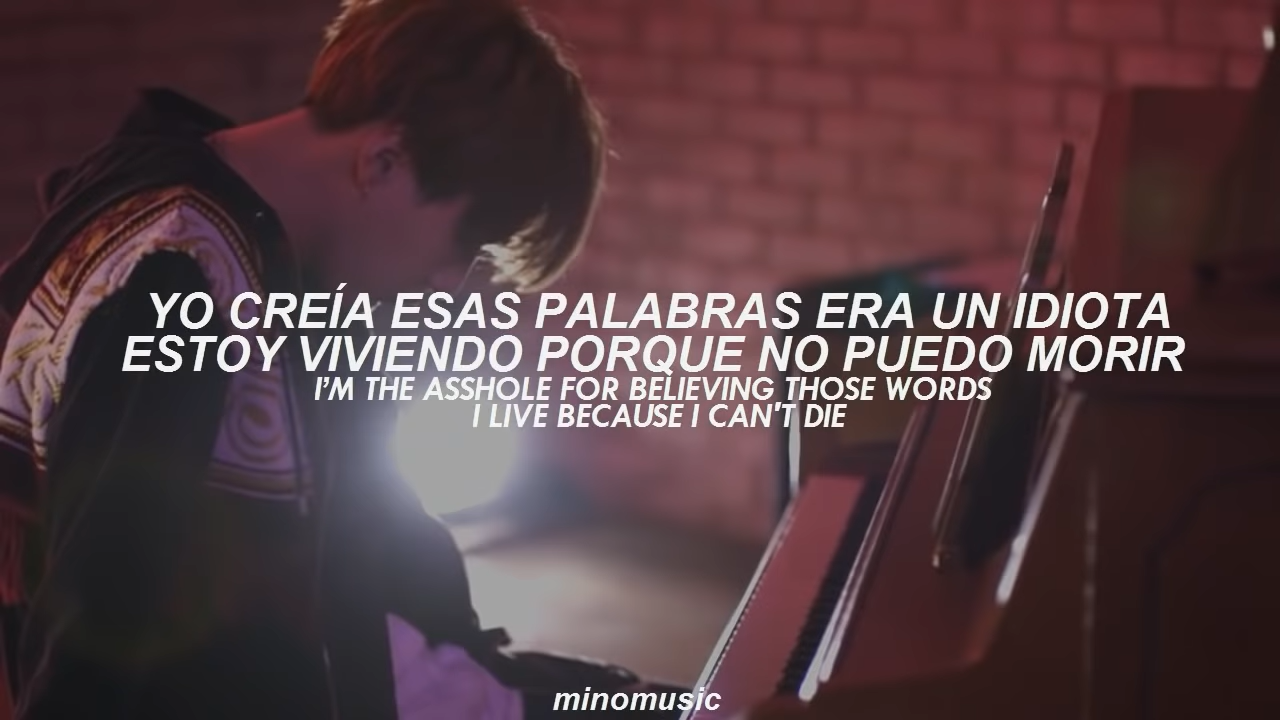 YO CREÍA ESAS PALABRAS ERA UN IDIOTA
ESTOY VIVIENDO PORQUE NO PUEDO MORIR
I’M THE ASSHOLE FOR BELIEVING THOSE WORDS
I LIVE BECAUSE I CAN'T DIE
minomusic